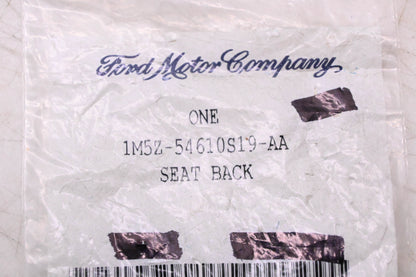 Ford Motor Company
ONE
1M5Z-54610S19-AA
SEAT BACK